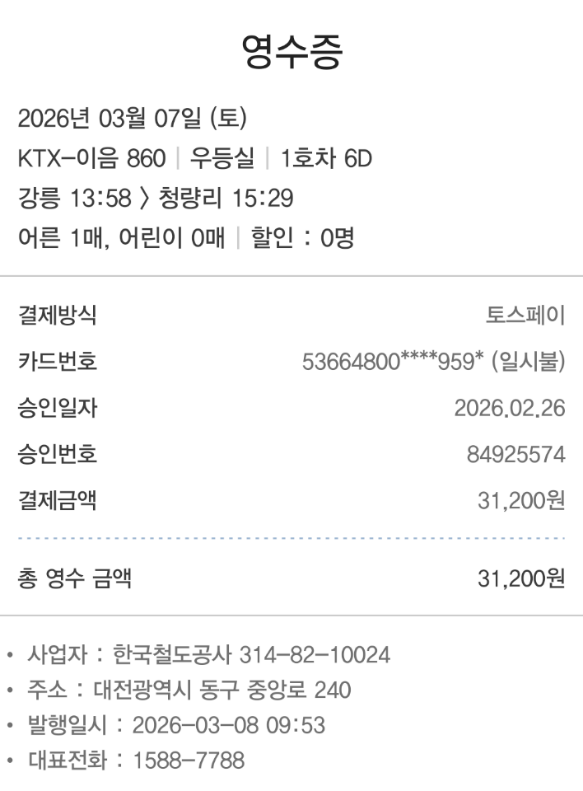 영수증
2026년 03월 07일 (토)
KTX-이음 860 | 우등실 | 1호차 6D
강릉 13:58 > 청량리 15:29
어른 1매, 어린이 0매 | 할인 : 0명
결제방식 토스페이
카드번호 53664800****959* (일시불)
승인일자 2026.02.26
승인번호 84925574
결제금액 31,200원
총 영수 금액 31,200원
• 사업자 : 한국철도공사 314-82-10024
• 주소 : 대전광역시 동구 중앙로 240
• 발행일시 : 2026-03-08 09:53
• 대표전화 : 1588-7788